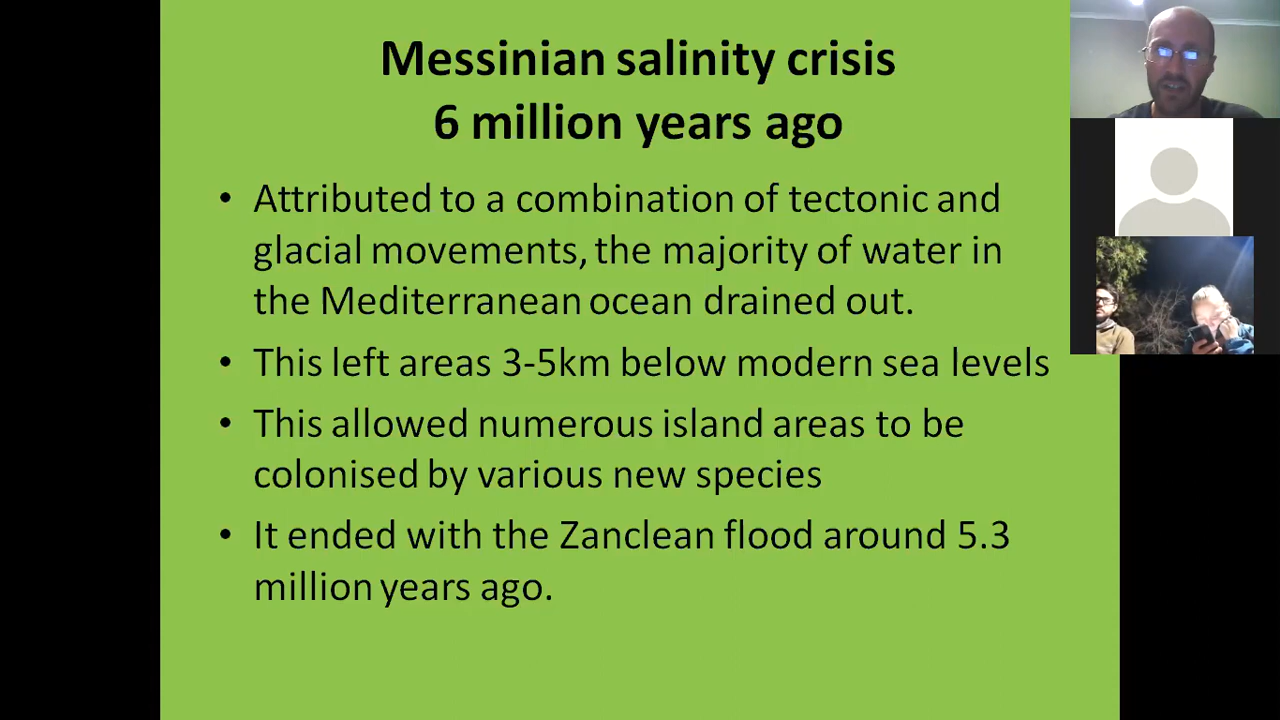 Messinian salinity crisis
6 million years ago
• Attributed to a combination of tectonic and
glacial movements, the majority of water in
the Mediterranean ocean drained out.
• This left areas 3-5km below modern sea levels
• This allowed numerous island areas to be
colonised by various new species
• It ended with the Zanclean flood around 5.3
million years ago.